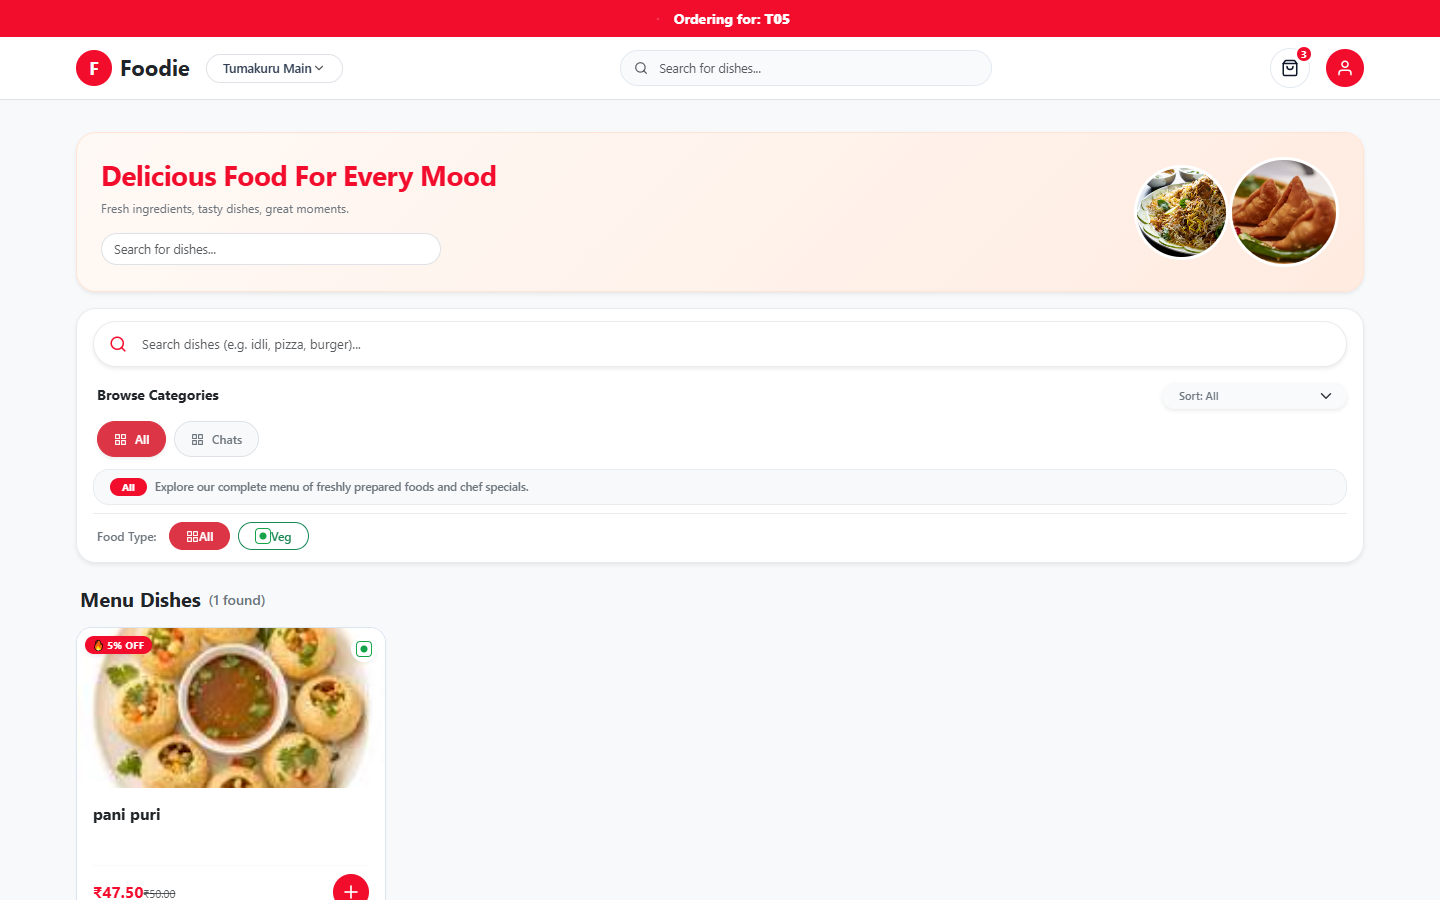 Ordering for: T05
F Foodie
Tumakuru Main
Search for dishes...
3
Delicious Food For Every Mood
Fresh ingredients, tasty dishes, great moments.
Search for dishes...
Search dishes (e.g. idli, pizza, burger)...
Browse Categories
Sort: All
All
Chats
All Explore our complete menu of freshly prepared foods and chef specials.
Food Type:
All
Veg
Menu Dishes (1 found)
5% OFF
pani puri
₹47.50 ₹50.00